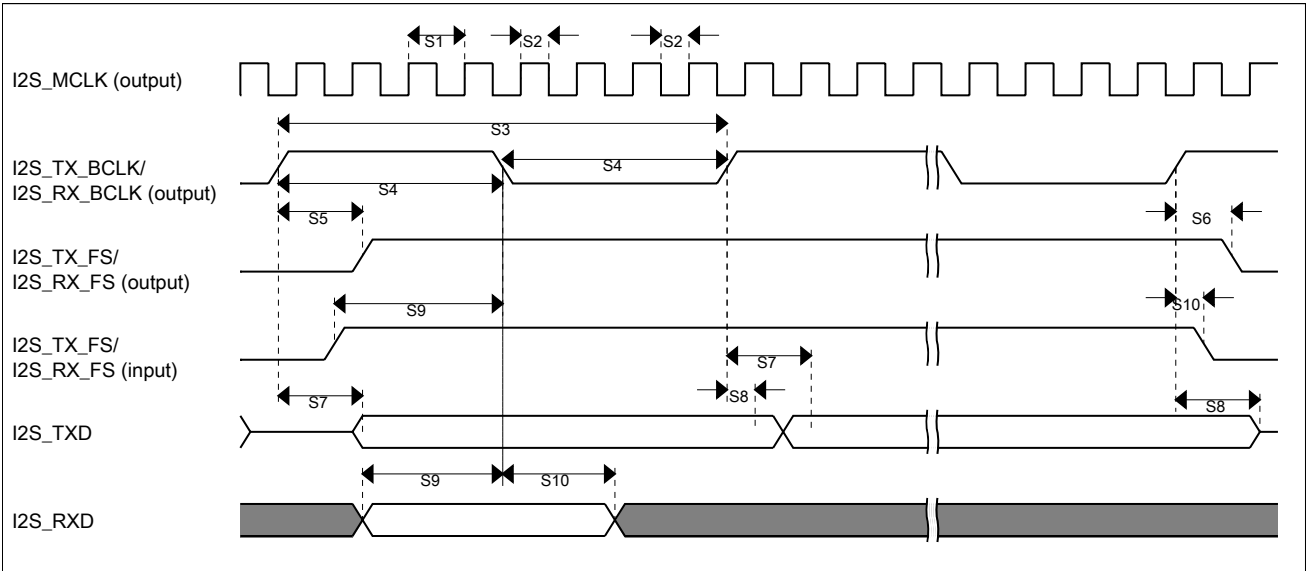 S1
S2
S2
I2S_MCLK (output)
S3
I2S_TX_BCLK/
I2S_RX_BCLK (output)
S4
S4
S5
S6
I2S_TX_FS/
I2S_RX_FS (output)
S9
S10
I2S_TX_FS/
I2S_RX_FS (input)
S7
S7
S8
S8
I2S_TXD
S9
S10
I2S_RXD